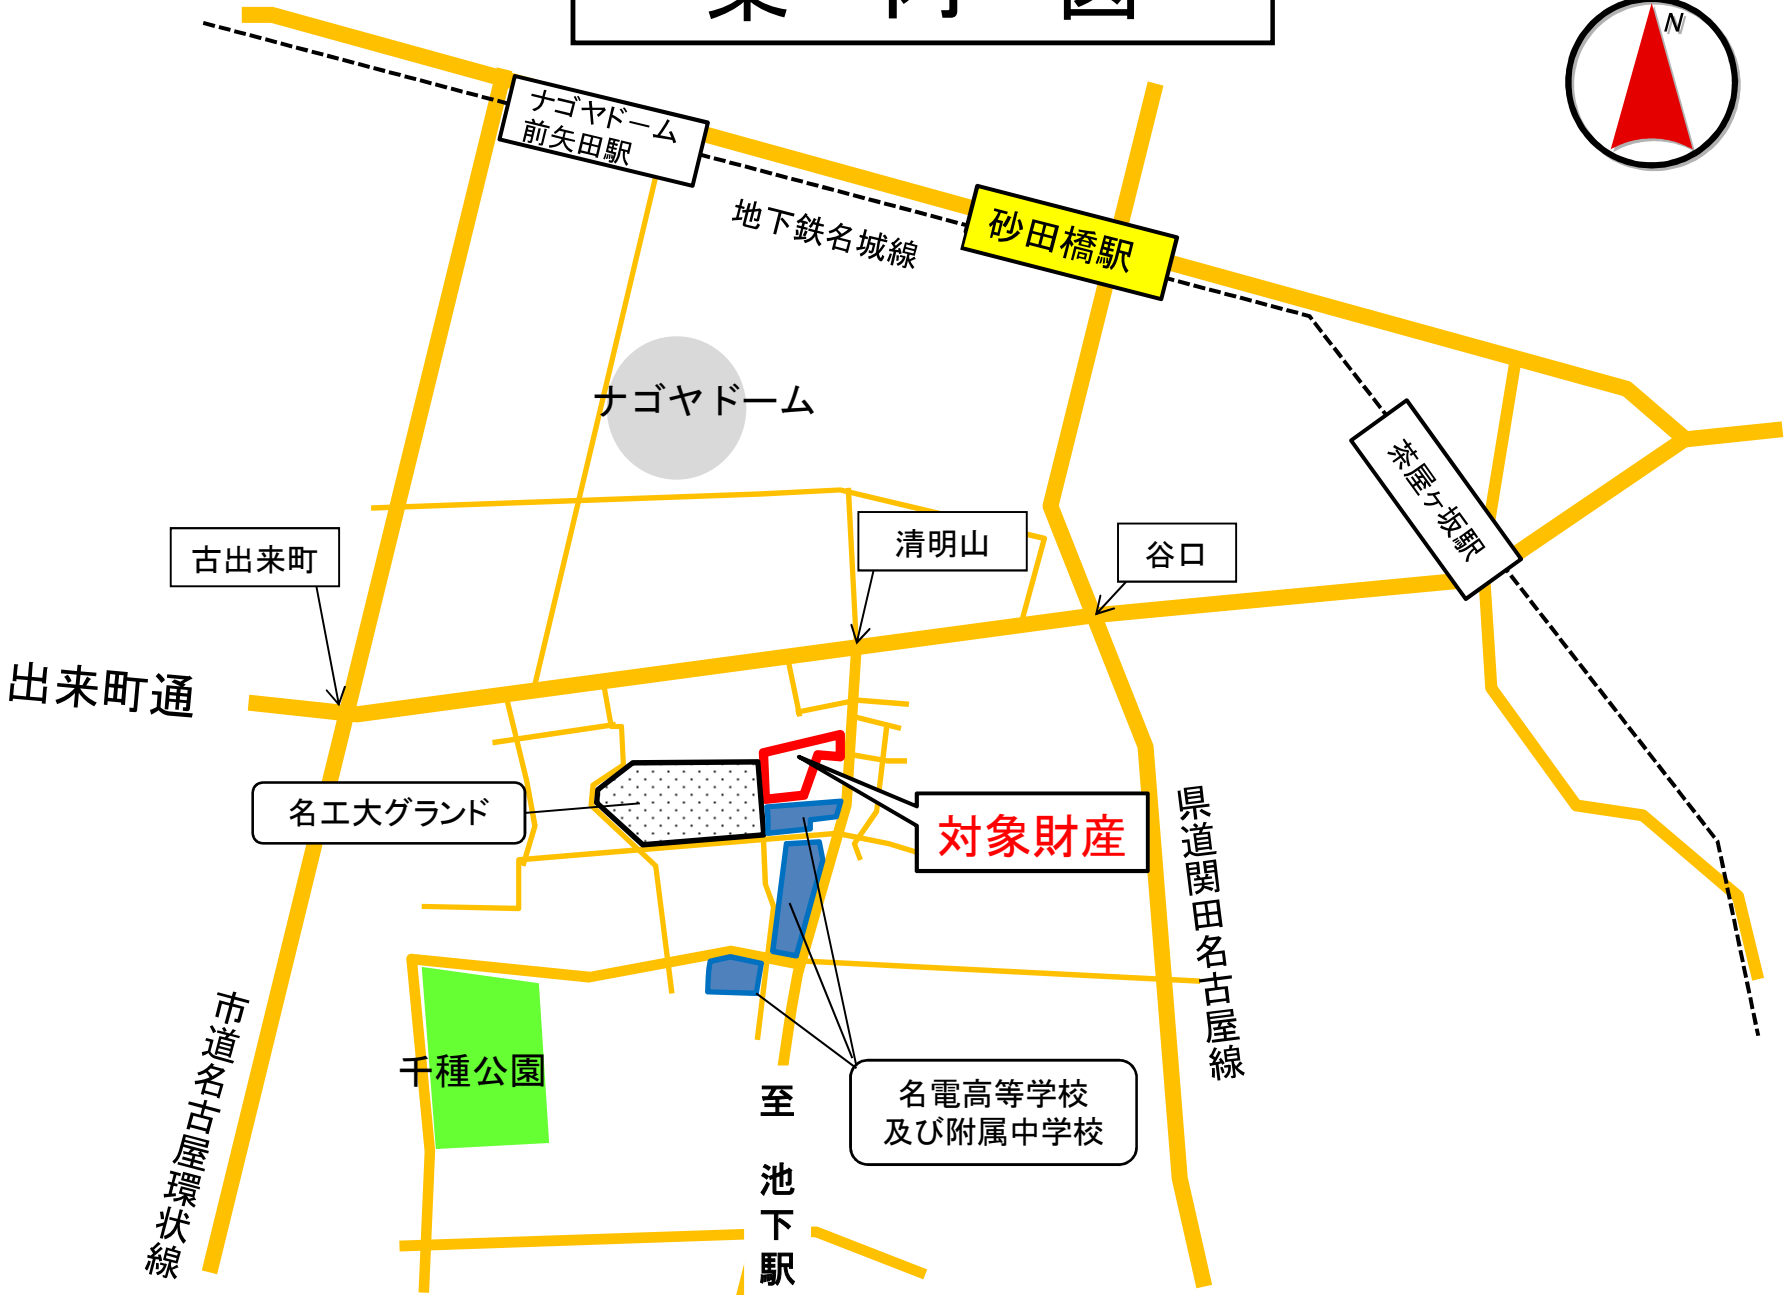 案内図
N
ナゴヤドーム
前矢田駅
地下鉄名城線
砂田橋駅
ナゴヤドーム
茶屋ヶ坂駅
古出来町
清明山
谷口
出来町通
名工大グランド
対象財産
県道関田名古屋線
市道名古屋環状線
千種公園
名電高等学校
及び附属中学校
至 池下駅